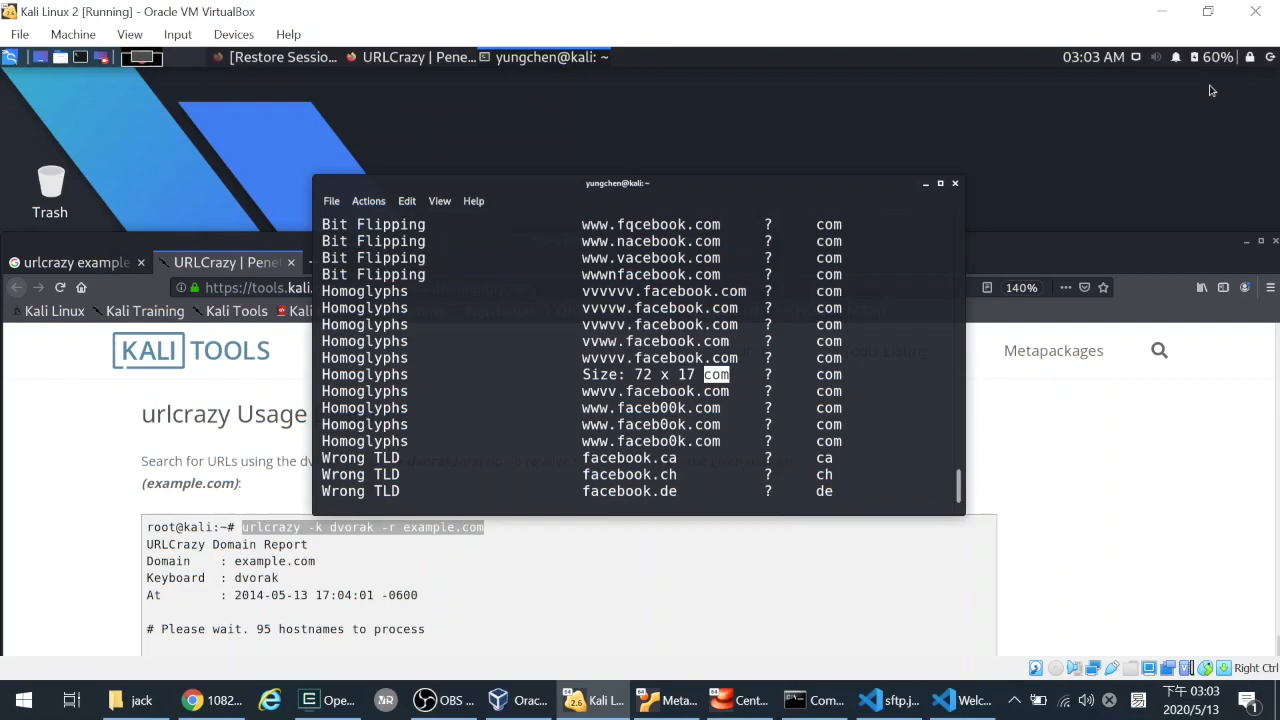 Kali Linux 2 [Running] - Oracle VM VirtualBox
File Machine View Input Devices Help
[Restore Sessio... URLCrazy | Pene... yungchen@kali: ~ 03:03 AM 60%
Trash
yungchen@kali:~
File Actions Edit View Help
Bit Flipping www.fqcebook.com ? com
Bit Flipping www.nacebook.com ? com
Bit Flipping www.vacebook.com ? com
Bit Flipping wwwnfacebook.com ? com
Homoglyphs vvvvvv.facebook.com ? com
Homoglyphs vvvvw.facebook.com ? com
Homoglyphs vvwvv.facebook.com ? com
Homoglyphs vvww.facebook.com ? com
Homoglyphs wvvvv.facebook.com ? com
Homoglyphs Size: 72 x 17 com ? com
Homoglyphs wwvv.facebook.com ? com
Homoglyphs www.faceb00k.com ? com
Homoglyphs www.faceb0ok.com ? com
Homoglyphs www.facebo0k.com ? com
Wrong TLD facebook.ca ? ca
Wrong TLD facebook.ch ? ch
Wrong TLD facebook.de ? de
urlcrazy example URLCrazy | Pene
https://tools.kali. 140%
Kali Linux Kali Training Kali Tools Kali
KALI TOOLS Tools Listing Metapackages
urlcrazy Usage
Search for URLs using the dv
(example.com):
root@kali:~# urlcrazy -k dvorak -r example.com
URLCrazy Domain Report
Domain : example.com
Keyboard : dvorak
At : 2014-05-13 17:04:01 -0600
# Please wait. 95 hostnames to process
Right Ctrl
jack 1082... Ope... OBS ... Orac... Kali L... Meta... Cent... Com... sftp.j... Welc...
下午 03:03
2020/5/13
1